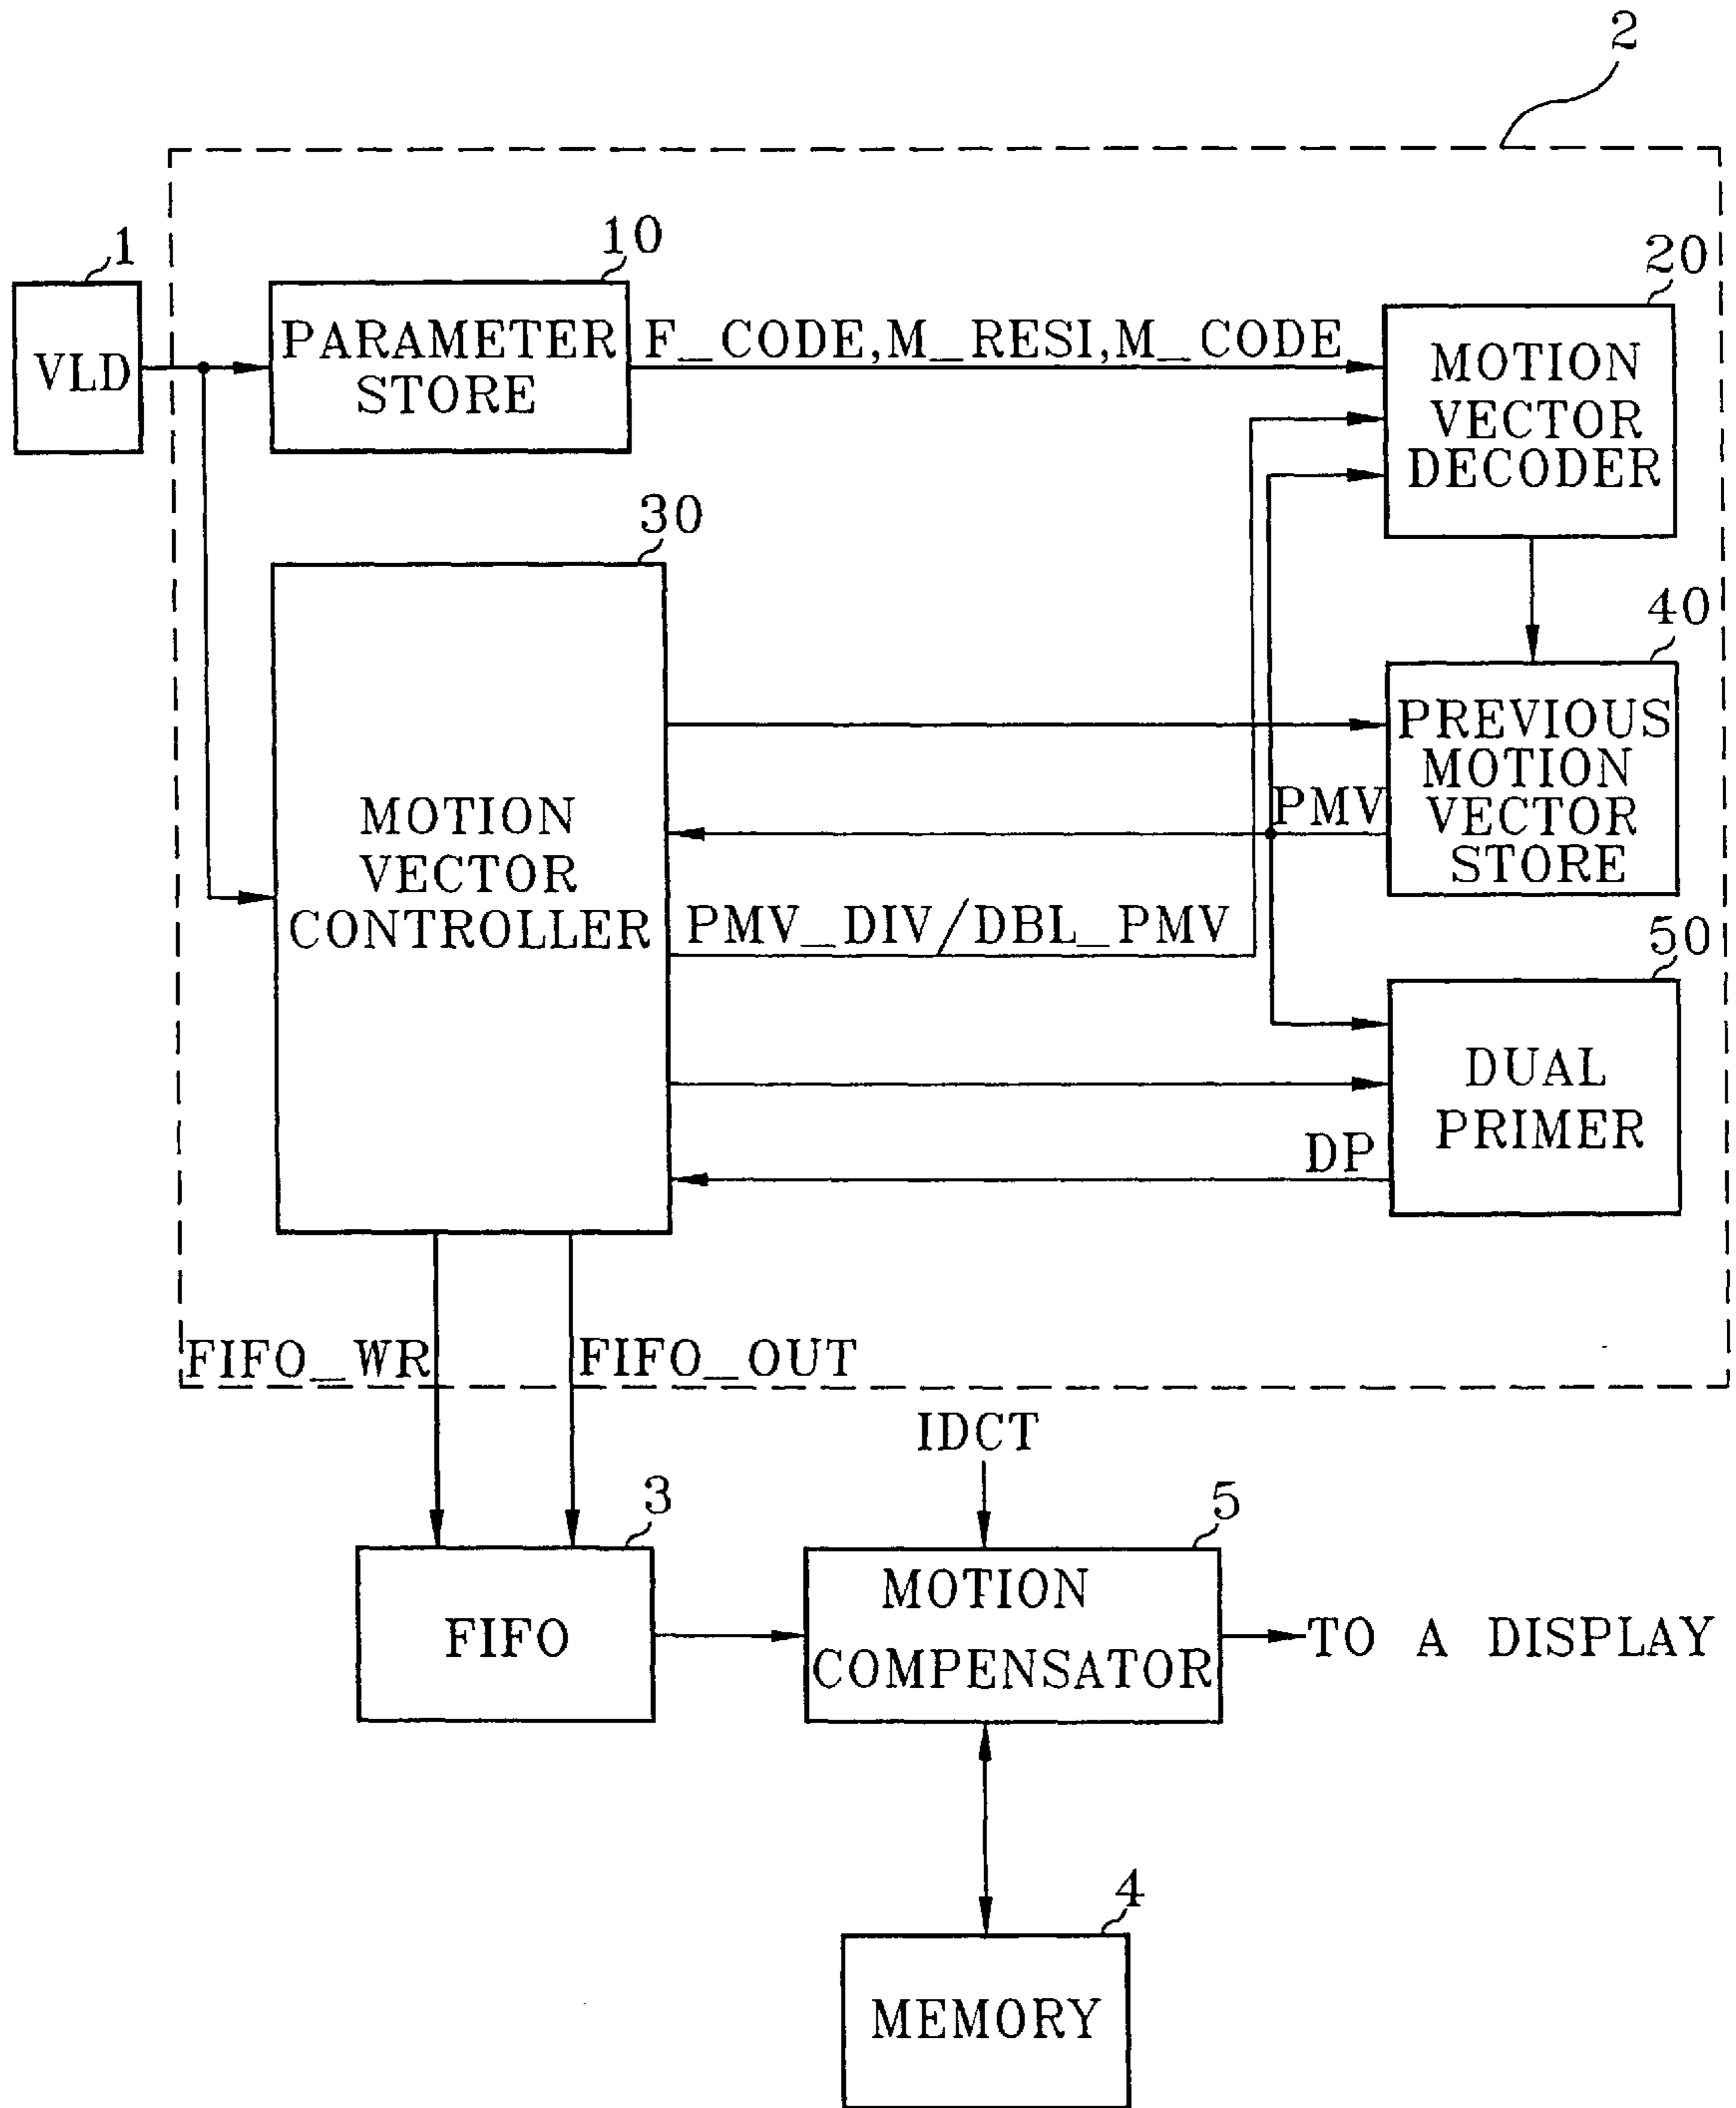 2
1
10
20
VLD
PARAMETER
STORE
F_CODE,M_RESI,M_CODE
MOTION
VECTOR
DECODER
30
40
MOTION
VECTOR
CONTROLLER
PREVIOUS
MOTION
VECTOR
STORE
PMV
PMV_DIV/DBL_PMV
50
DUAL
PRIMER
DP
FIFO_WR
FIFO_OUT
IDCT
3
5
FIFO
MOTION
COMPENSATOR
TO A DISPLAY
4
MEMORY